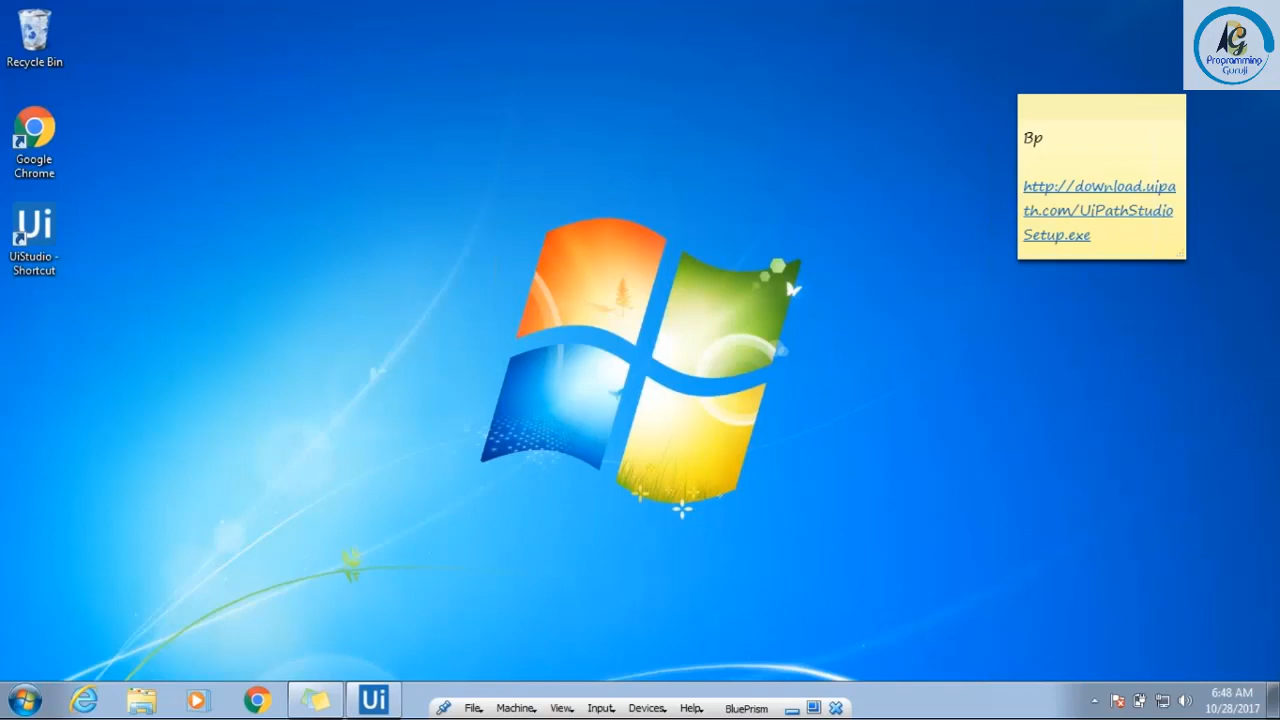 Recycle Bin
Google
Chrome
Ui
UiStudio -
Shortcut
G
Programming
Guruji
Bp
http://download.uipa
th.com/UiPathStudio
Setup.exe
Ui
File
Machine
View
Input
Devices
Help
BluePrism
6:48 AM
10/28/2017